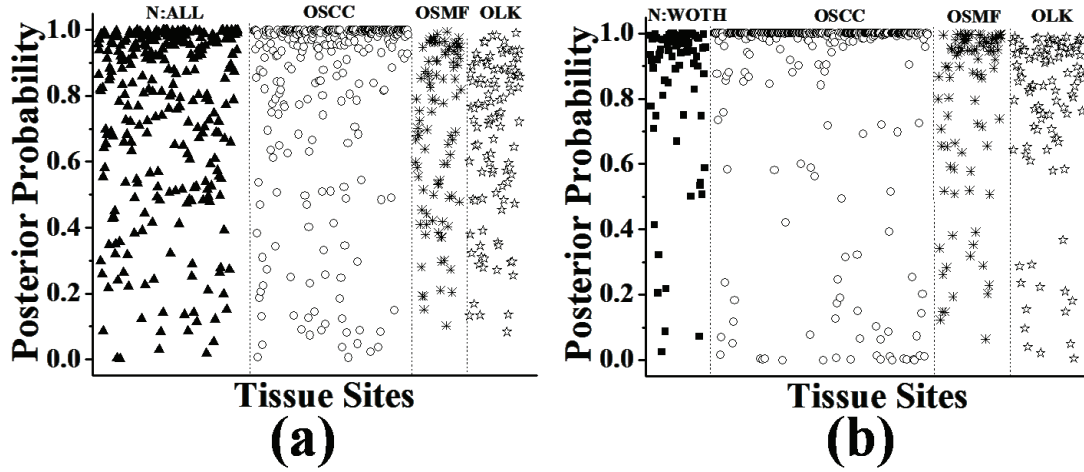 N:ALL OSCC OSMF OLK
Posterior Probability
1.0
0.8
0.6
0.4
0.2
0.0
Tissue Sites
(a)
N:WOTH OSCC OSMF OLK
Posterior Probability
1.0
0.8
0.6
0.4
0.2
0.0
Tissue Sites
(b)